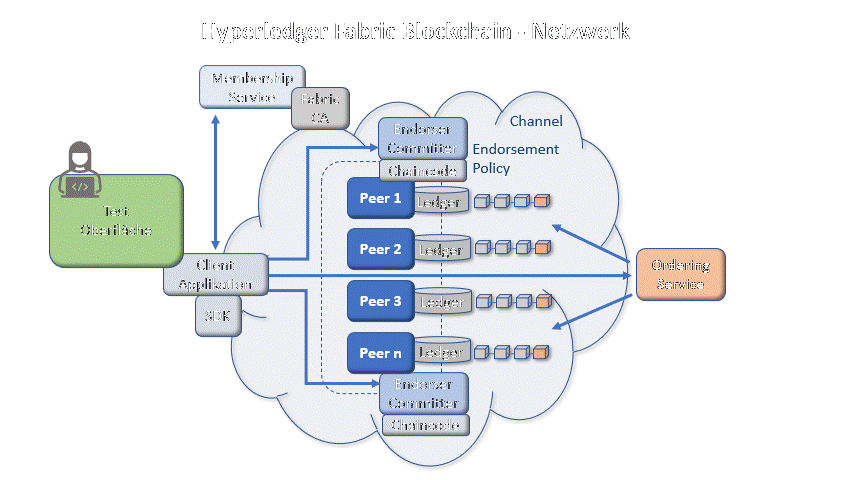 Hyperledger Fabric Blockchain - Netzwerk
Membership
Service
Fabric
CA
Channel
Endorser
Committer
Endorsement
Policy
Chaincode
Peer 1
Ledger
</>
Test
Oberfläche
Peer 2
Ledger
Client
Applikation
Ordering
Service
SDK
Peer 3
Ledger
Peer n
Ledger
Endorser
Committer
Chaincode